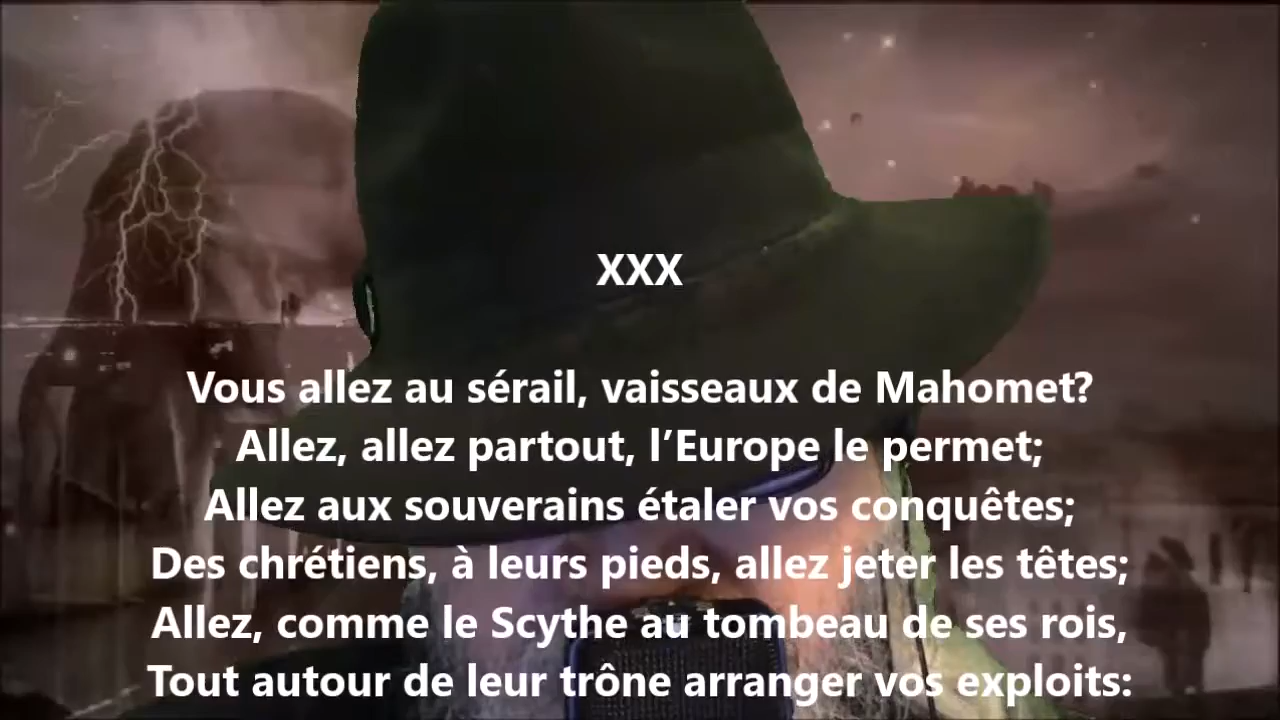 XXX
Vous allez au sérail, vaisseaux de Mahomet?
Allez, allez partout, l’Europe le permet;
Allez aux souverains étaler vos conquêtes;
Des chrétiens, à leurs pieds, allez jeter les têtes;
Allez, comme le Scythe au tombeau de ses rois,
Tout autour de leur trône arranger vos exploits: